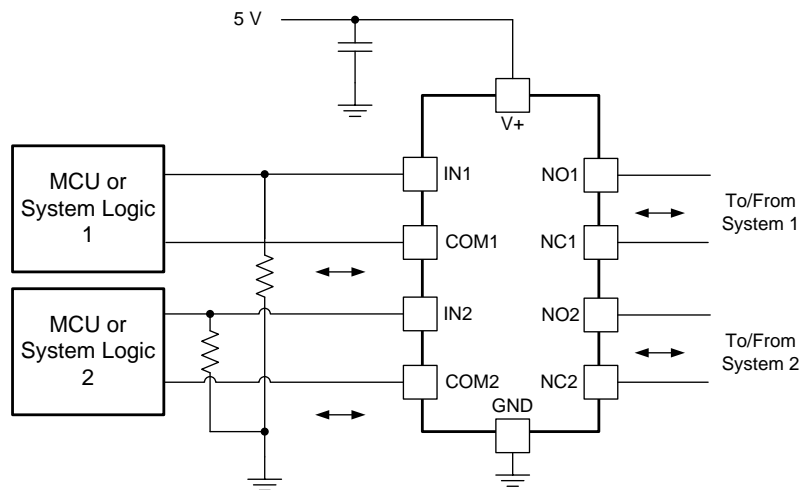 5 V
V+
MCU or
System Logic
1
IN1
NO1
To/From
System 1
COM1
NC1
MCU or
System Logic
2
IN2
NO2
To/From
System 2
COM2
NC2
GND